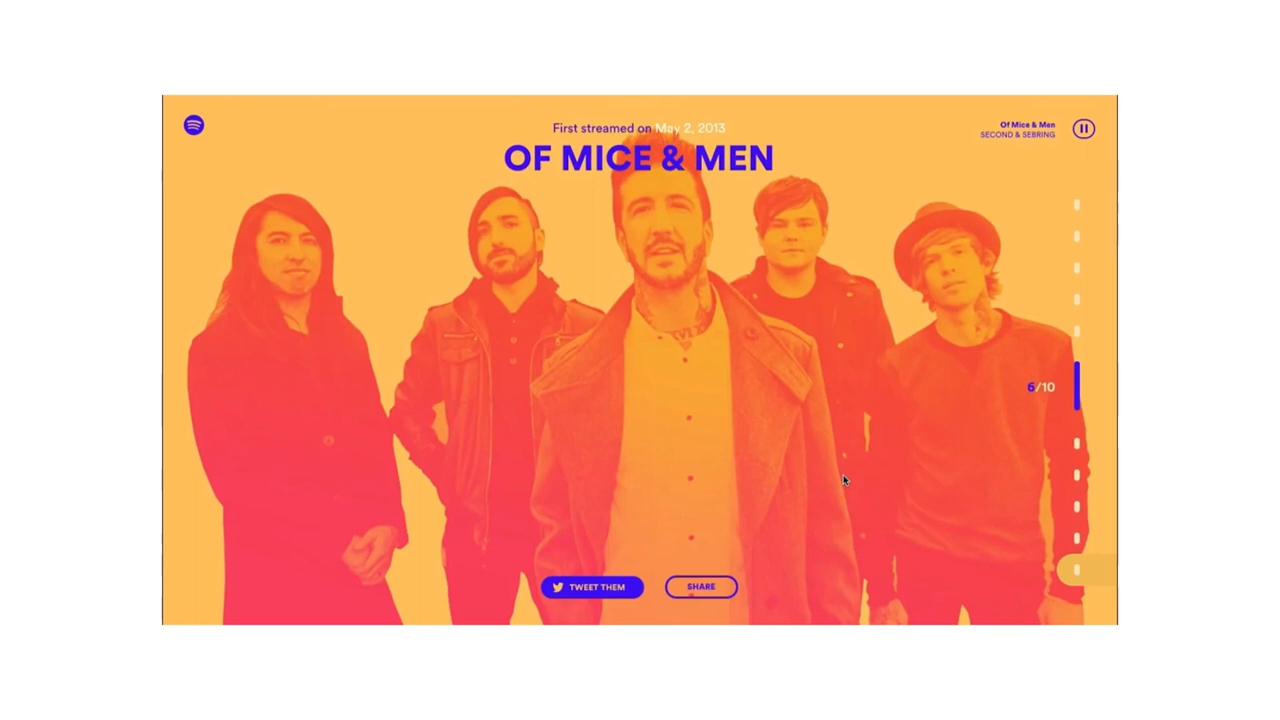 First streamed on May 2, 2013
OF MICE & MEN
Of Mice & Men
SECOND & SEBRING
6/10
TWEET THEM
SHARE